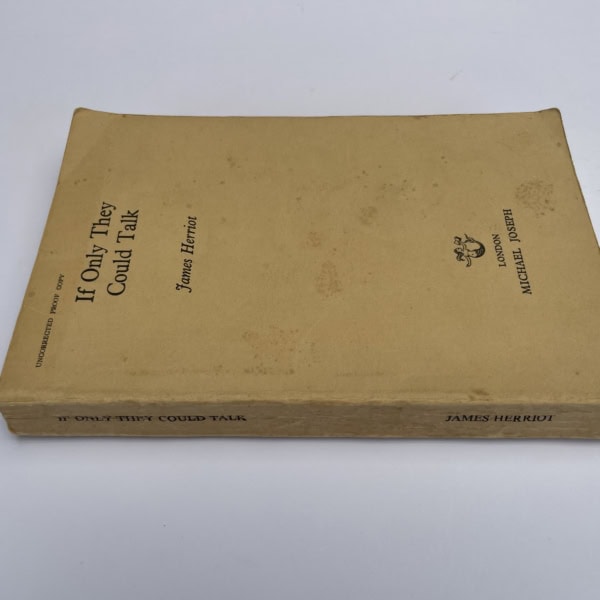 UNCORRECTED PROOF COPY
If Only They
Could Talk
James Herriot
LONDON
MICHAEL JOSEPH
IF ONLY THEY COULD TALK
JAMES HERRIOT